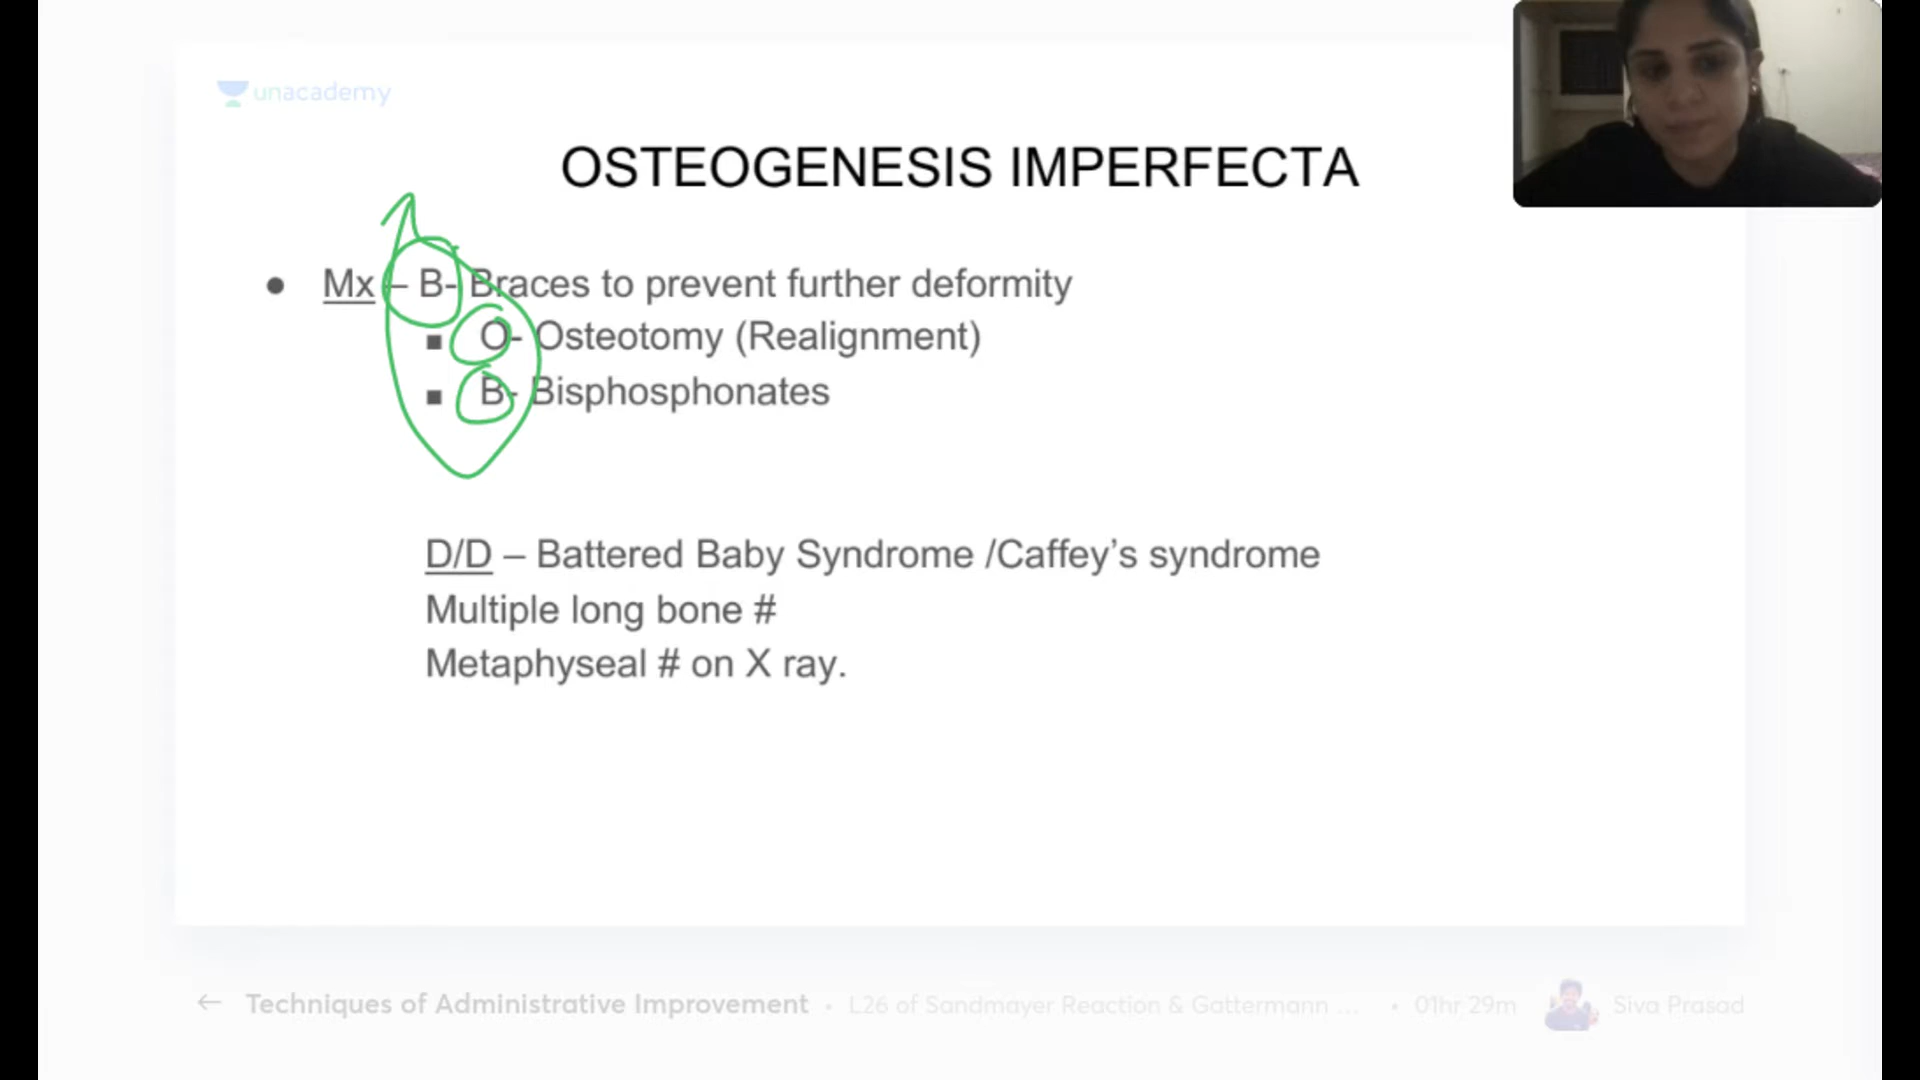 unacademy
OSTEOGENESIS IMPERFECTA
● Mx – B- Braces to prevent further deformity
■ O- Osteotomy (Realignment)
■ B- Bisphosphonates
D/D – Battered Baby Syndrome /Caffey’s syndrome
Multiple long bone #
Metaphyseal # on X ray.
← Techniques of Administrative Improvement • L26 of Sandmayer Reaction & Gattermann ... • 01hr 29m Siva Prasad